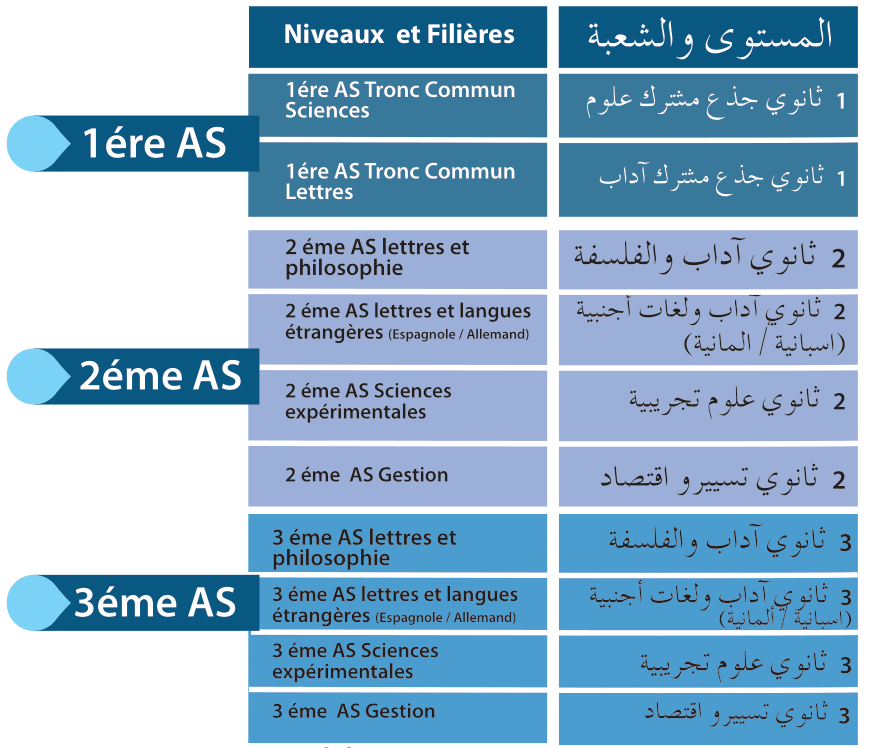 Niveaux et Filières
المستوى والشعبة
1ére AS
1ére AS Tronc Commun
Sciences
1 ثانوي جذع مشترك علوم
1ére AS Tronc Commun
Lettres
1 ثانوي جذع مشترك آداب
2éme AS
2 éme AS lettres et
philosophie
2 ثانوي آداب والفلسفة
2 éme AS lettres et langues
étrangères (Espagnole / Allemand)
2 ثانوي آداب ولغات أجنبية
(اسبانية / المانية)
2 éme AS Sciences
expérimentales
2 ثانوي علوم تجريبية
2 éme AS Gestion
2 ثانوي تسيير و اقتصاد
3éme AS
3 éme AS lettres et
philosophie
3 ثانوي آداب والفلسفة
3 éme AS lettres et langues
étrangères (Espagnole / Allemand)
3 ثانوي آداب ولغات أجنبية
(اسبانية / ألمانية)
3 éme AS Sciences
expérimentales
3 ثانوي علوم تجريبية
3 éme AS Gestion
3 ثانوي تسيير و اقتصاد